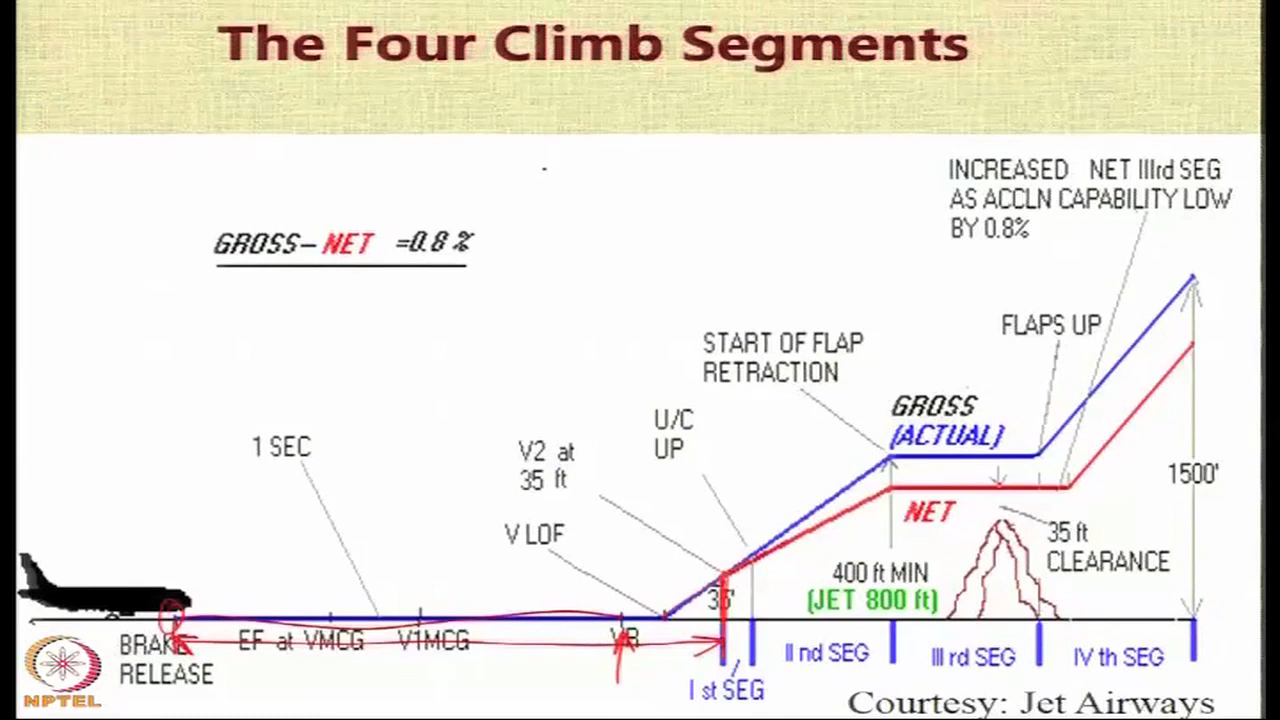 The Four Climb Segments
INCREASED NET IIIrd SEG
AS ACCLN CAPABILITY LOW
BY 0.8%
GROSS– NET =0.8 %
START OF FLAP
RETRACTION
FLAPS UP
GROSS
(ACTUAL)
U/C
UP
V2 at
35 ft
1 SEC
1500'
NET
V LOF
35 ft
CLEARANCE
400 ft MIN
(JET 800 ft)
35'
BRAKE
RELEASE
EF at VMCG
V1MCG
VR
I st SEG
II nd SEG
III rd SEG
IV th SEG
NPTEL
Courtesy: Jet Airways